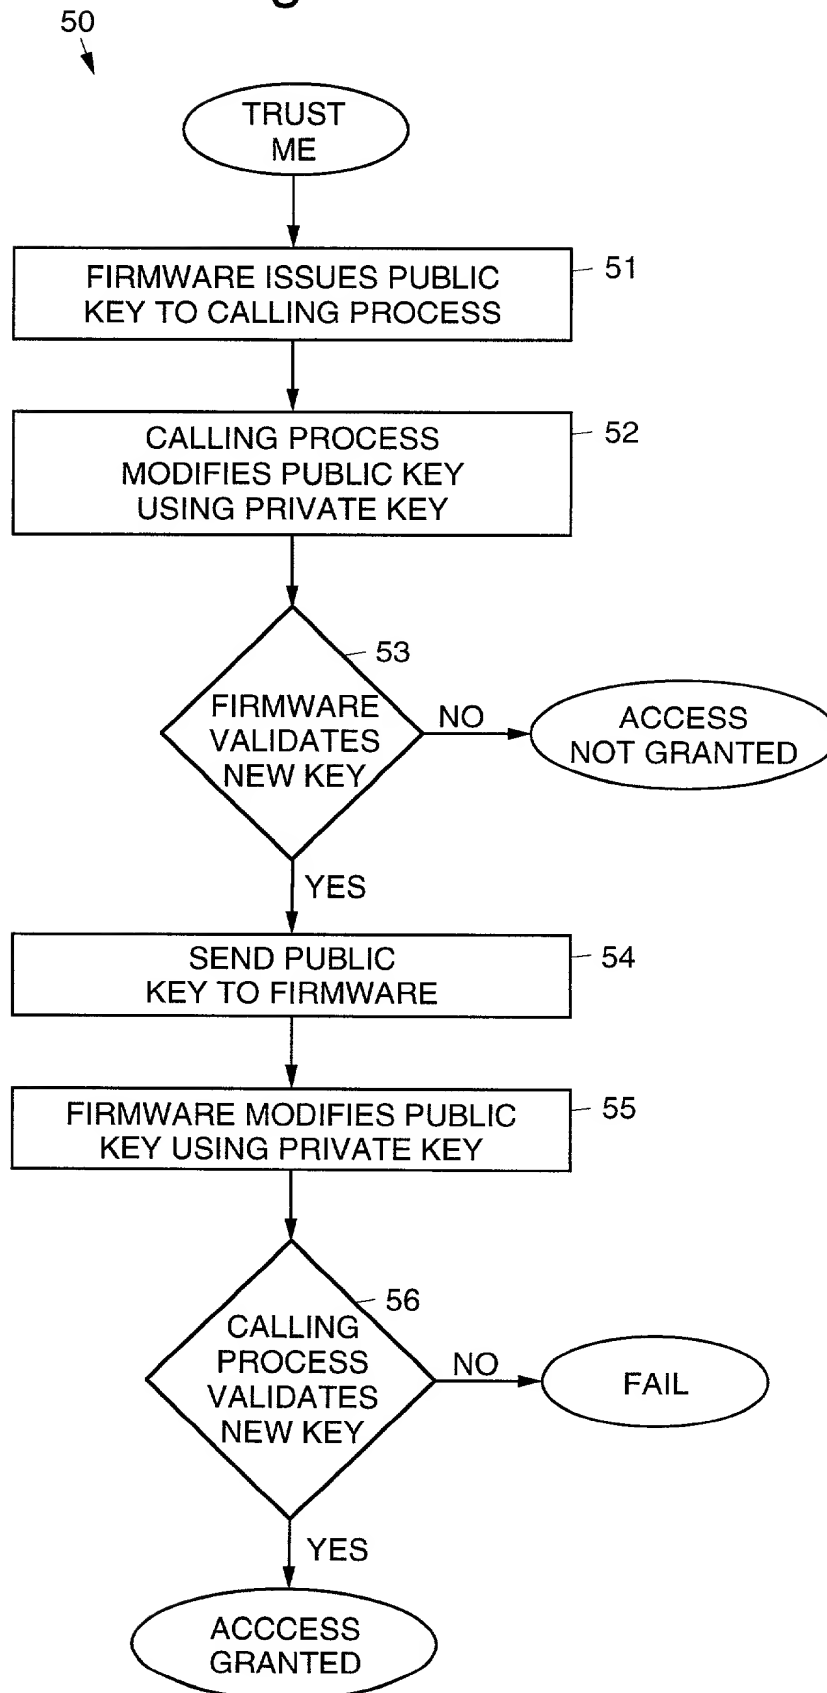 50
TRUST
ME
FIRMWARE ISSUES PUBLIC
KEY TO CALLING PROCESS
51
CALLING PROCESS
MODIFIES PUBLIC KEY
USING PRIVATE KEY
52
53
FIRMWARE
VALIDATES
NEW KEY
NO
ACCESS
NOT GRANTED
YES
SEND PUBLIC
KEY TO FIRMWARE
54
FIRMWARE MODIFIES PUBLIC
KEY USING PRIVATE KEY
55
56
CALLING
PROCESS
VALIDATES
NEW KEY
NO
FAIL
YES
ACCCESS
GRANTED